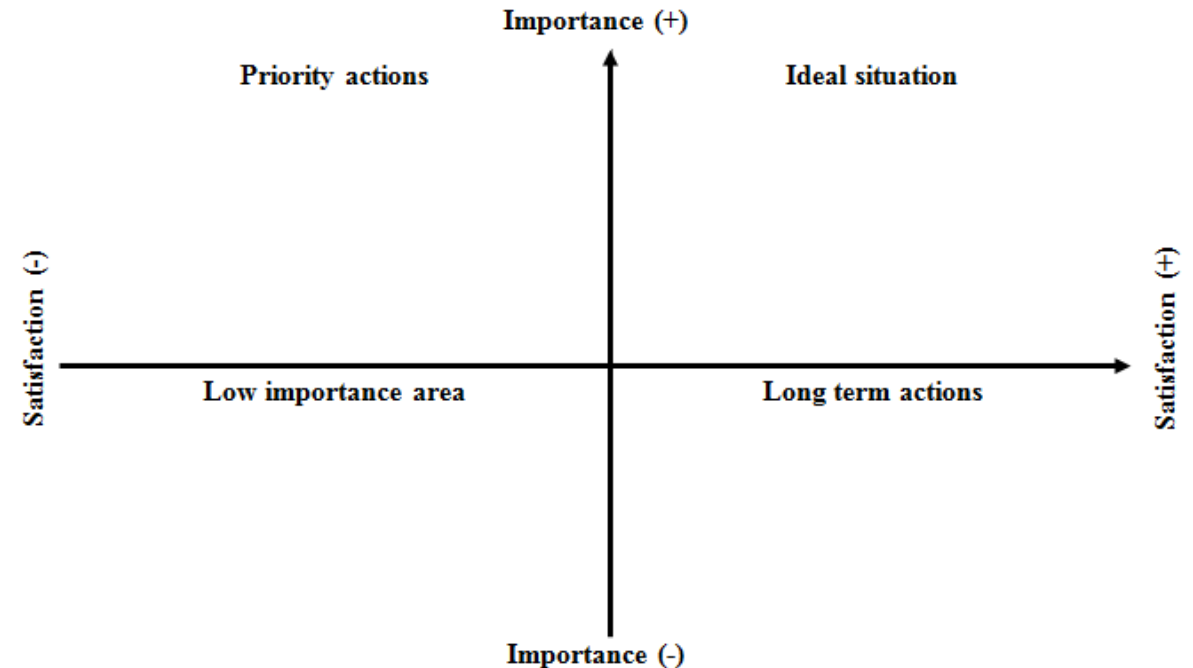 Importance (+)
Priority actions
Ideal situation
Satisfaction (-)
Satisfaction (+)
Low importance area
Long term actions
Importance (-)